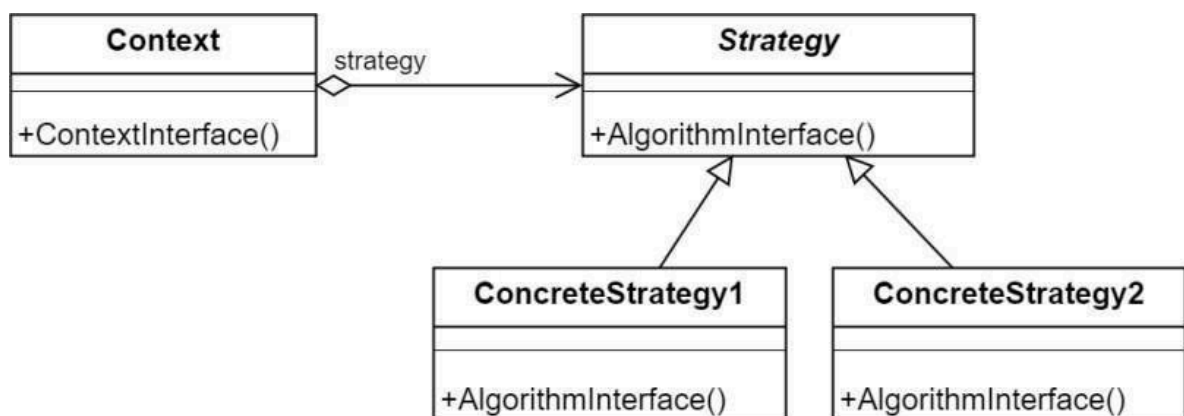 Context
Strategy
strategy
+ContextInterface()
+AlgorithmInterface()
ConcreteStrategy1
ConcreteStrategy2
+AlgorithmInterface()
+AlgorithmInterface()